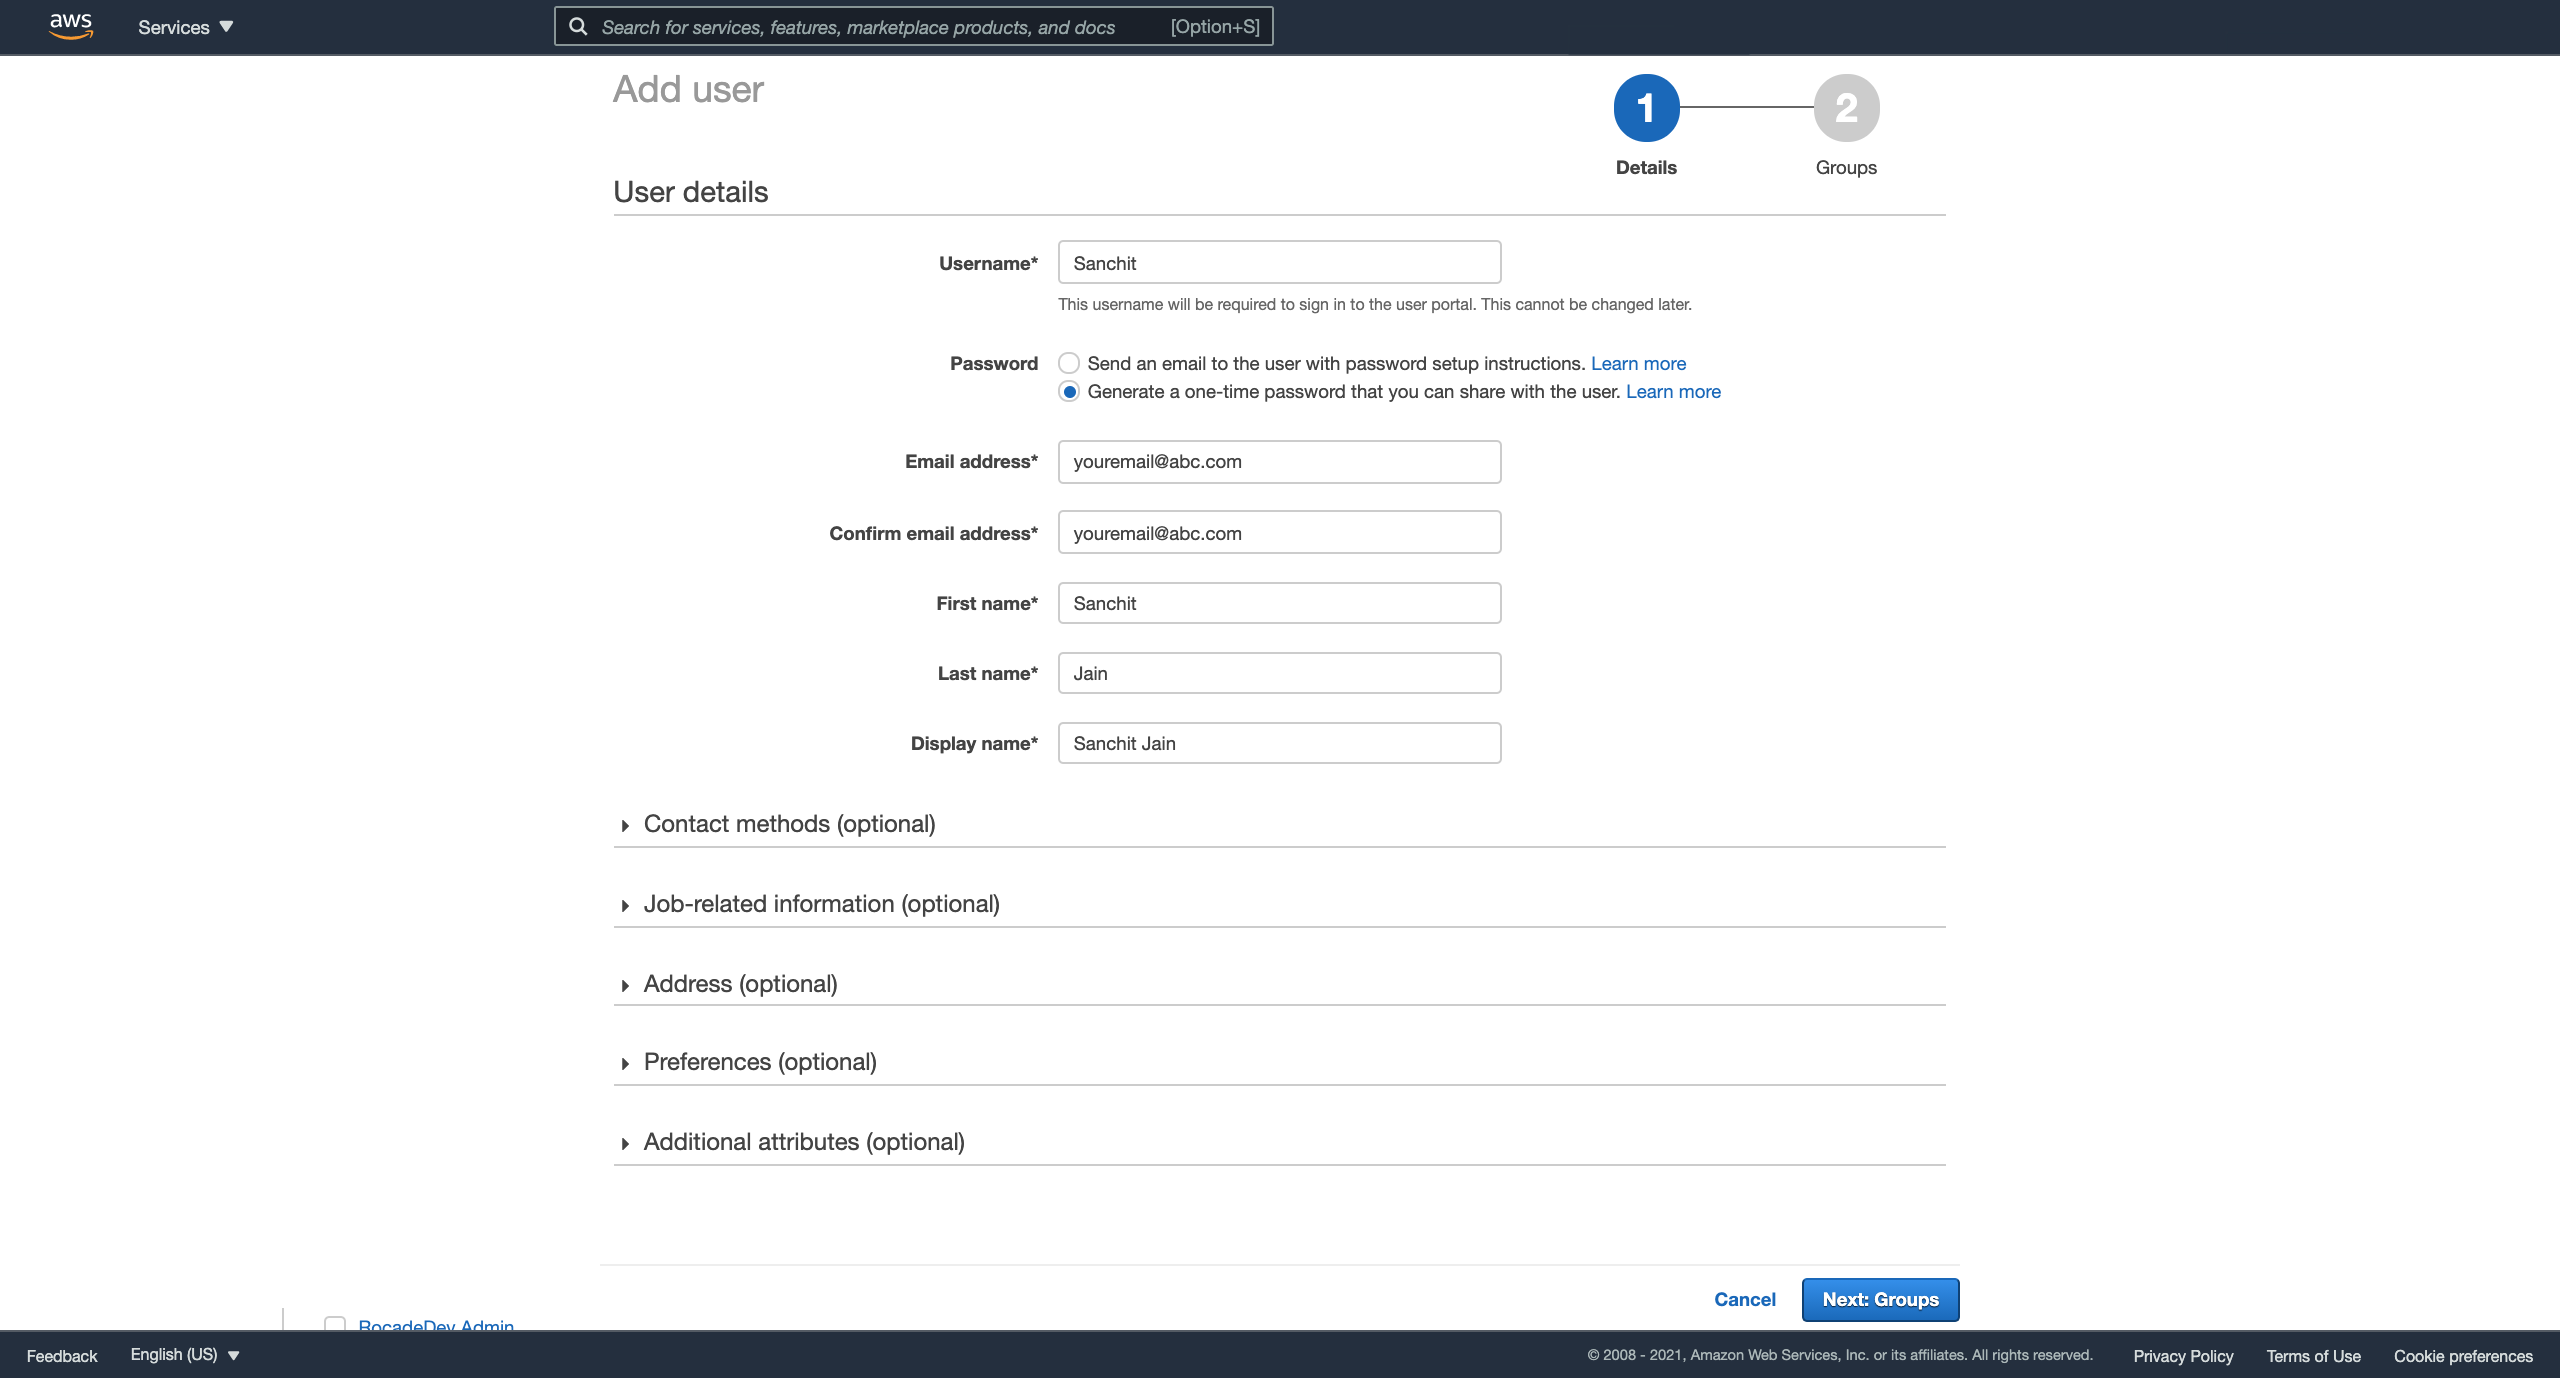 aws Services Search for services, features, marketplace products, and docs [Option+S]
Add user
1 2
Details Groups
User details
Username* Sanchit
This username will be required to sign in to the user portal. This cannot be changed later.
Password Send an email to the user with password setup instructions. Learn more
Generate a one-time password that you can share with the user. Learn more
Email address* youremail@abc.com
Confirm email address* youremail@abc.com
First name* Sanchit
Last name* Jain
Display name* Sanchit Jain
Contact methods (optional)
Job-related information (optional)
Address (optional)
Preferences (optional)
Additional attributes (optional)
Cancel Next: Groups
RocadeDev Admin
Feedback English (US) © 2008 - 2021, Amazon Web Services, Inc. or its affiliates. All rights reserved. Privacy Policy Terms of Use Cookie preferences